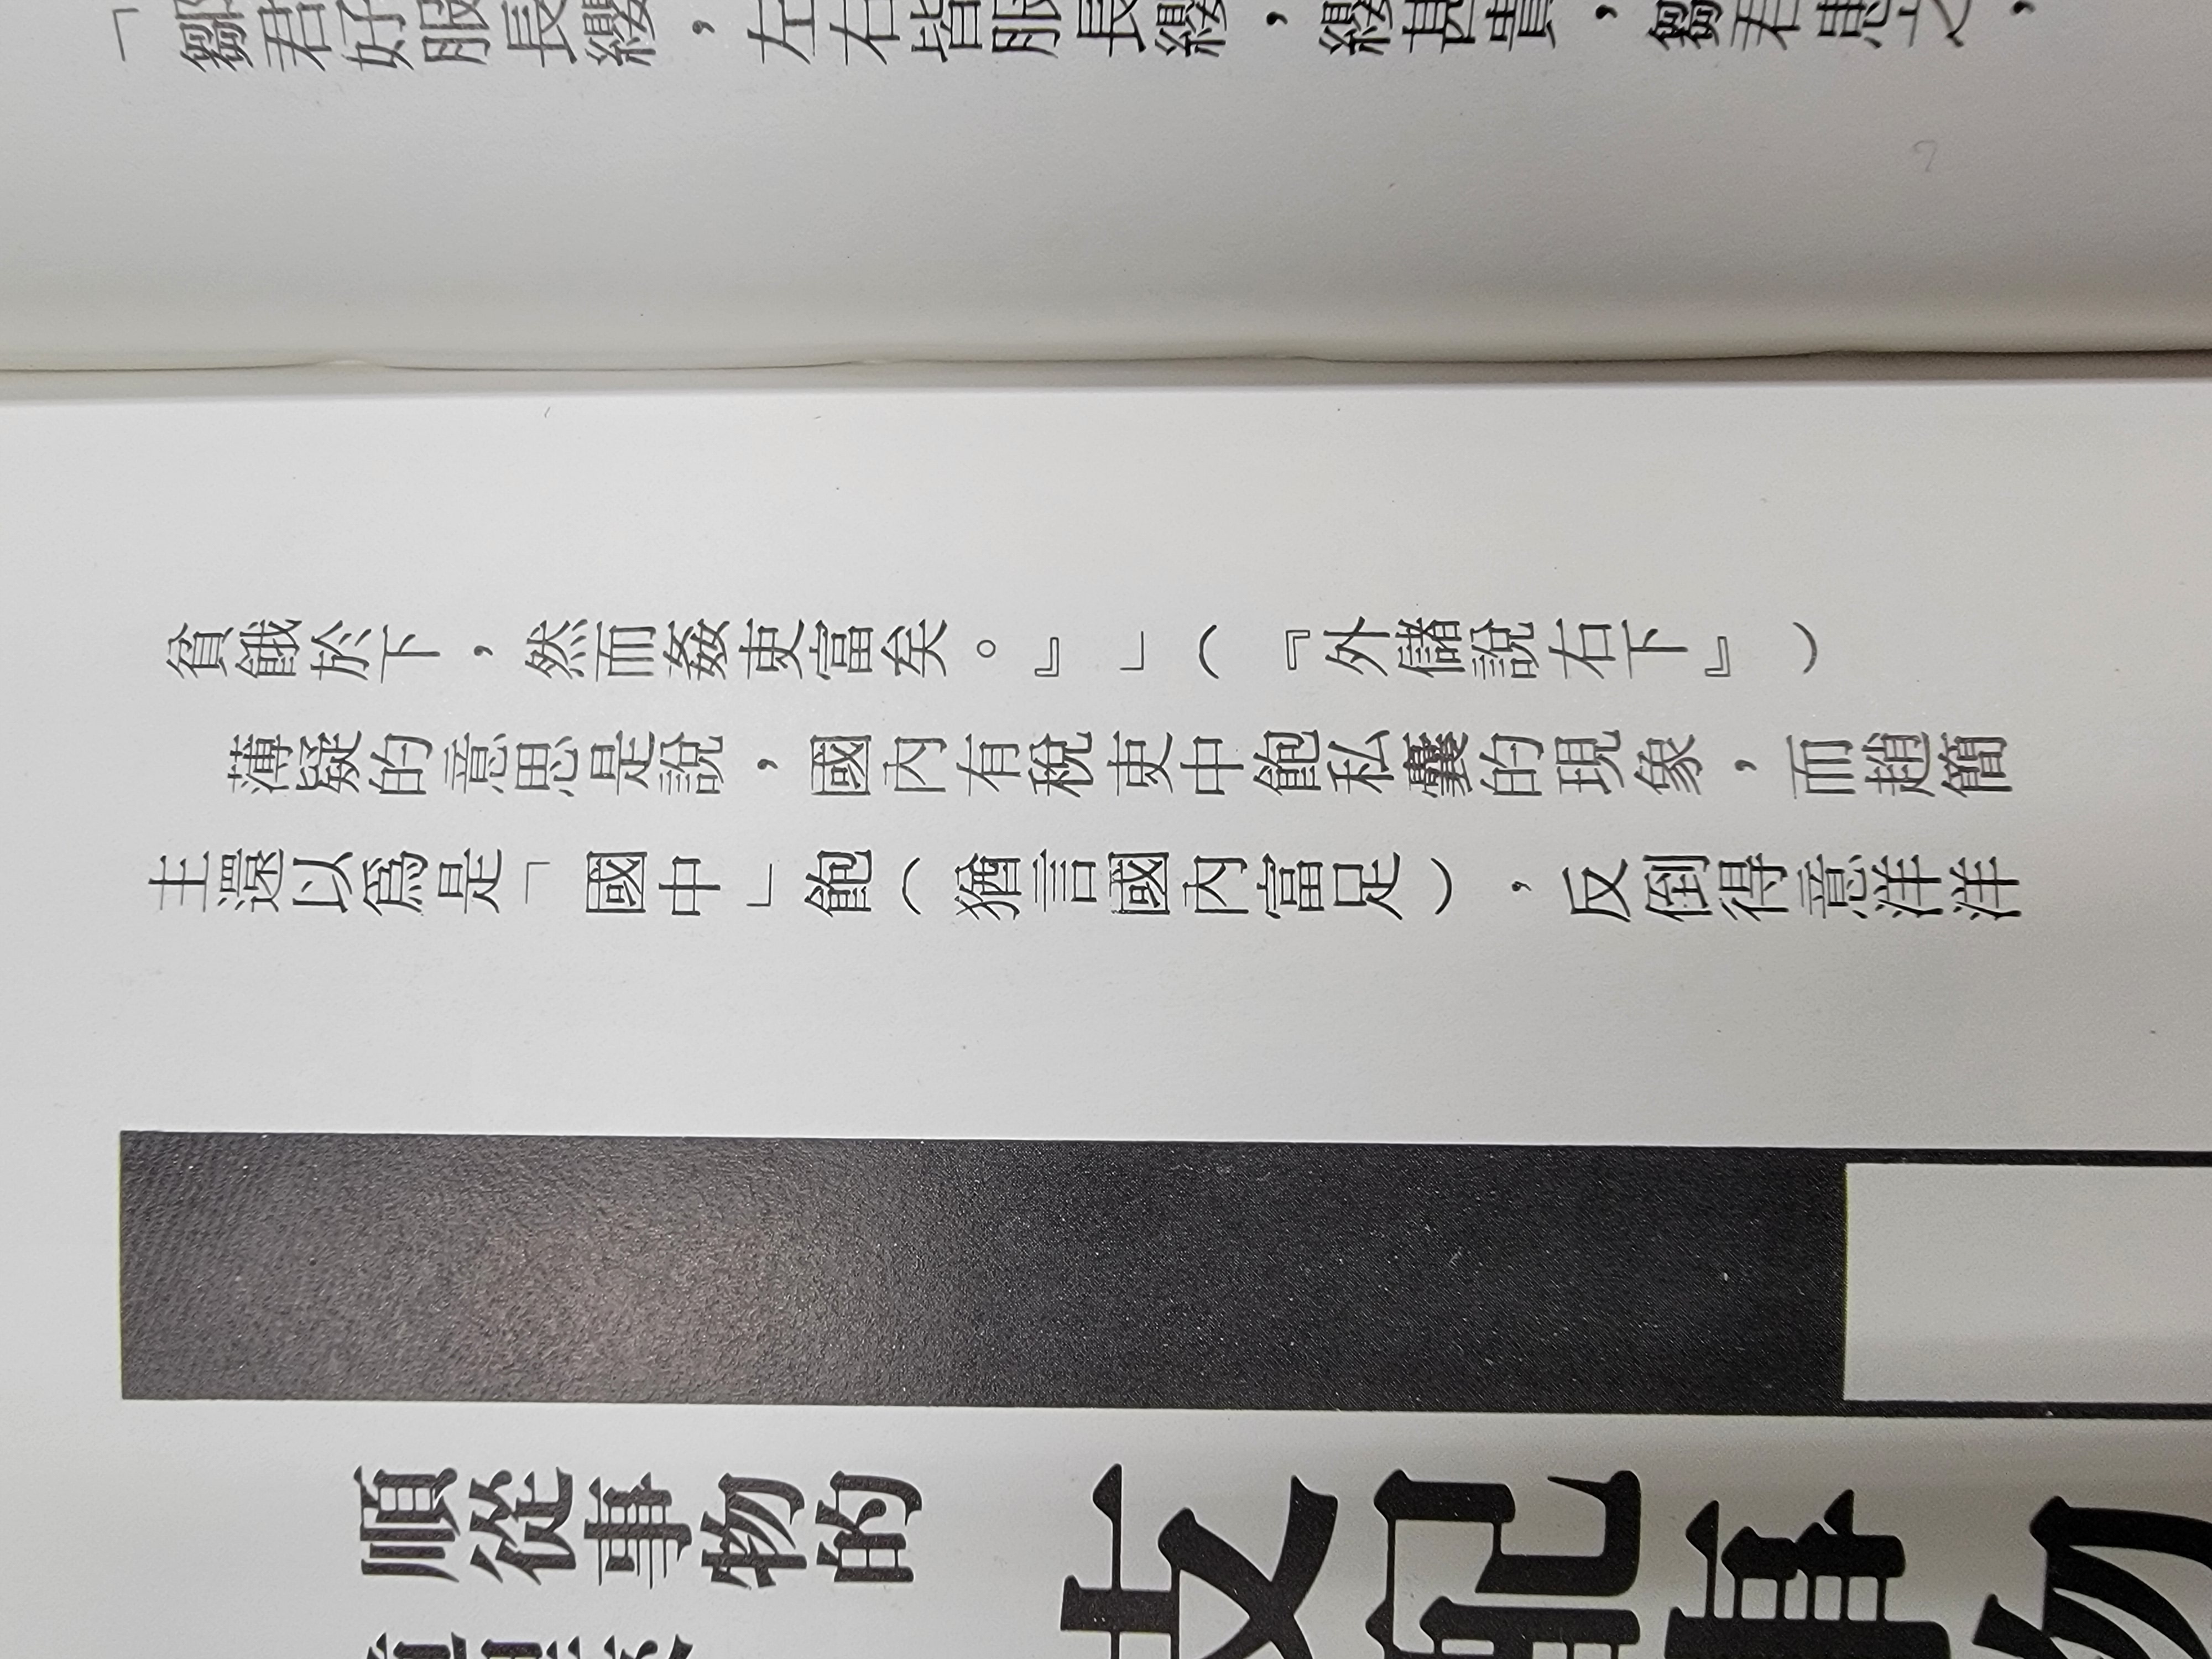 「鄒君好服長纓，左右皆服長纓，纓甚貴，鄒君患之，
貧餓於下，然而姦吏富矣。』」（『外儲說右下』）
薄疑的意思是說，國內有稅吏中飽私囊的現象，而趙簡
主還以爲是「國中」飽（猶言國內富足），反倒得意洋洋
順從事物的
支配事物